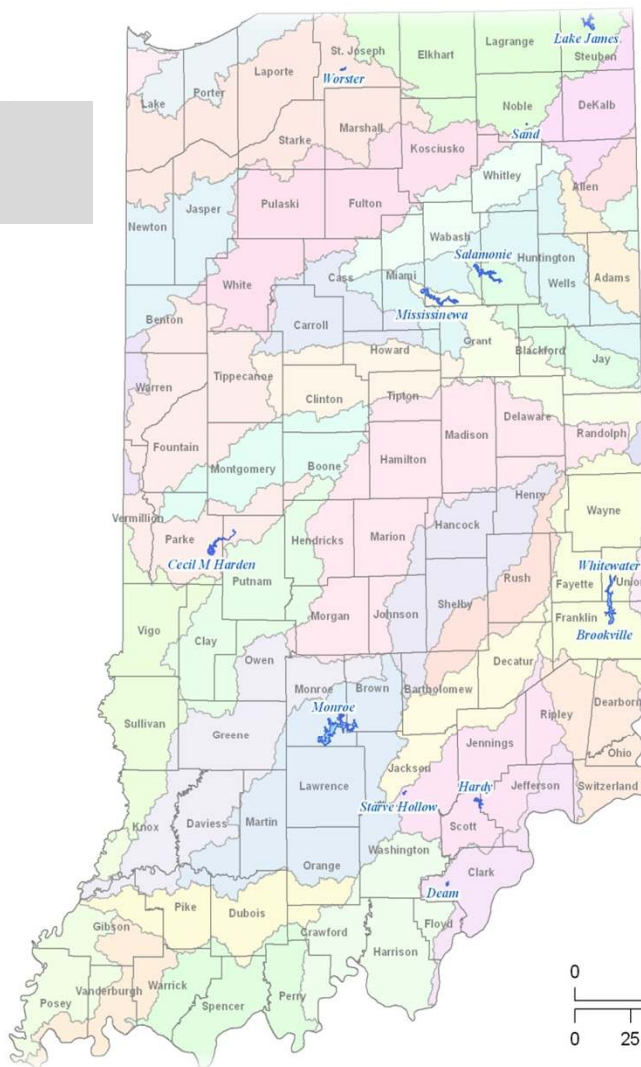 Lake James
St. Joseph
Elkhart
Lagrange
Steuben
Laporte
Worster
Porter
Lake
Noble
DeKalb
Starke
Marshall
Sand
Kosciusko
Whitley
Allen
Jasper
Pulaski
Fulton
Newton
Wabash
Salamonie
Huntington
White
Cass
Miami
Wells
Adams
Mississinewa
Benton
Carroll
Grant
Howard
Blackford
Jay
Warren
Tippecanoe
Clinton
Tipton
Delaware
Fountain
Madison
Randolph
Montgomery
Boone
Hamilton
Henry
Vermillion
Wayne
Hancock
Parke
Hendricks
Marion
Cecil M Harden
Whitewater
Putnam
Rush
Fayette
Union
Shelby
Morgan
Johnson
Franklin
Vigo
Clay
Brookville
Owen
Decatur
Monroe
Brown
Bartholomew
Dearborn
Monroe
Ripley
Sullivan
Greene
Jennings
Ohio
Jackson
Hardy
Jefferson
Lawrence
Starve Hollow
Switzerland
Knox
Daviess
Martin
Scott
Washington
Orange
Clark
Deam
Pike
Dubois
Gibson
Crawford
Floyd
Harrison
Vanderburgh
Warrick
Perry
Posey
Spencer
0
0 25